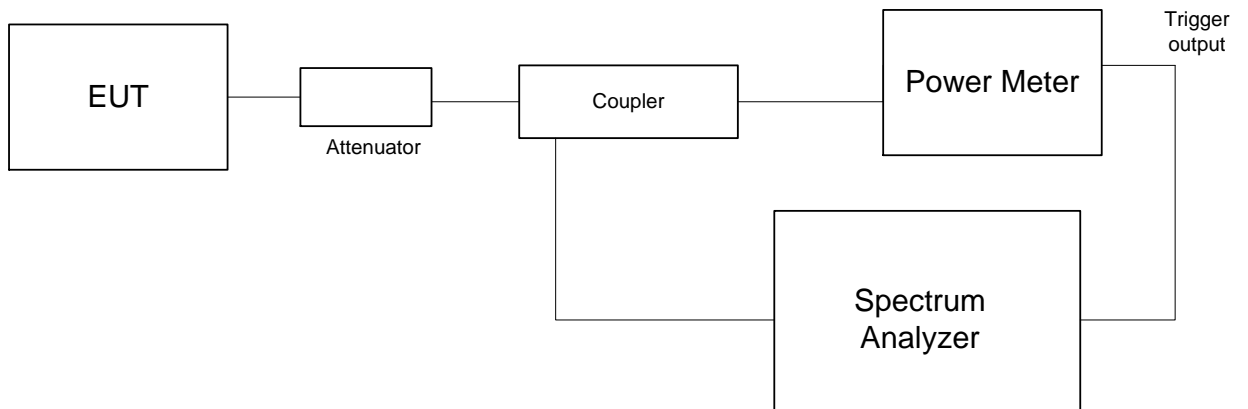 EUT
Attenuator
Coupler
Power Meter
Trigger
output
Spectrum
Analyzer